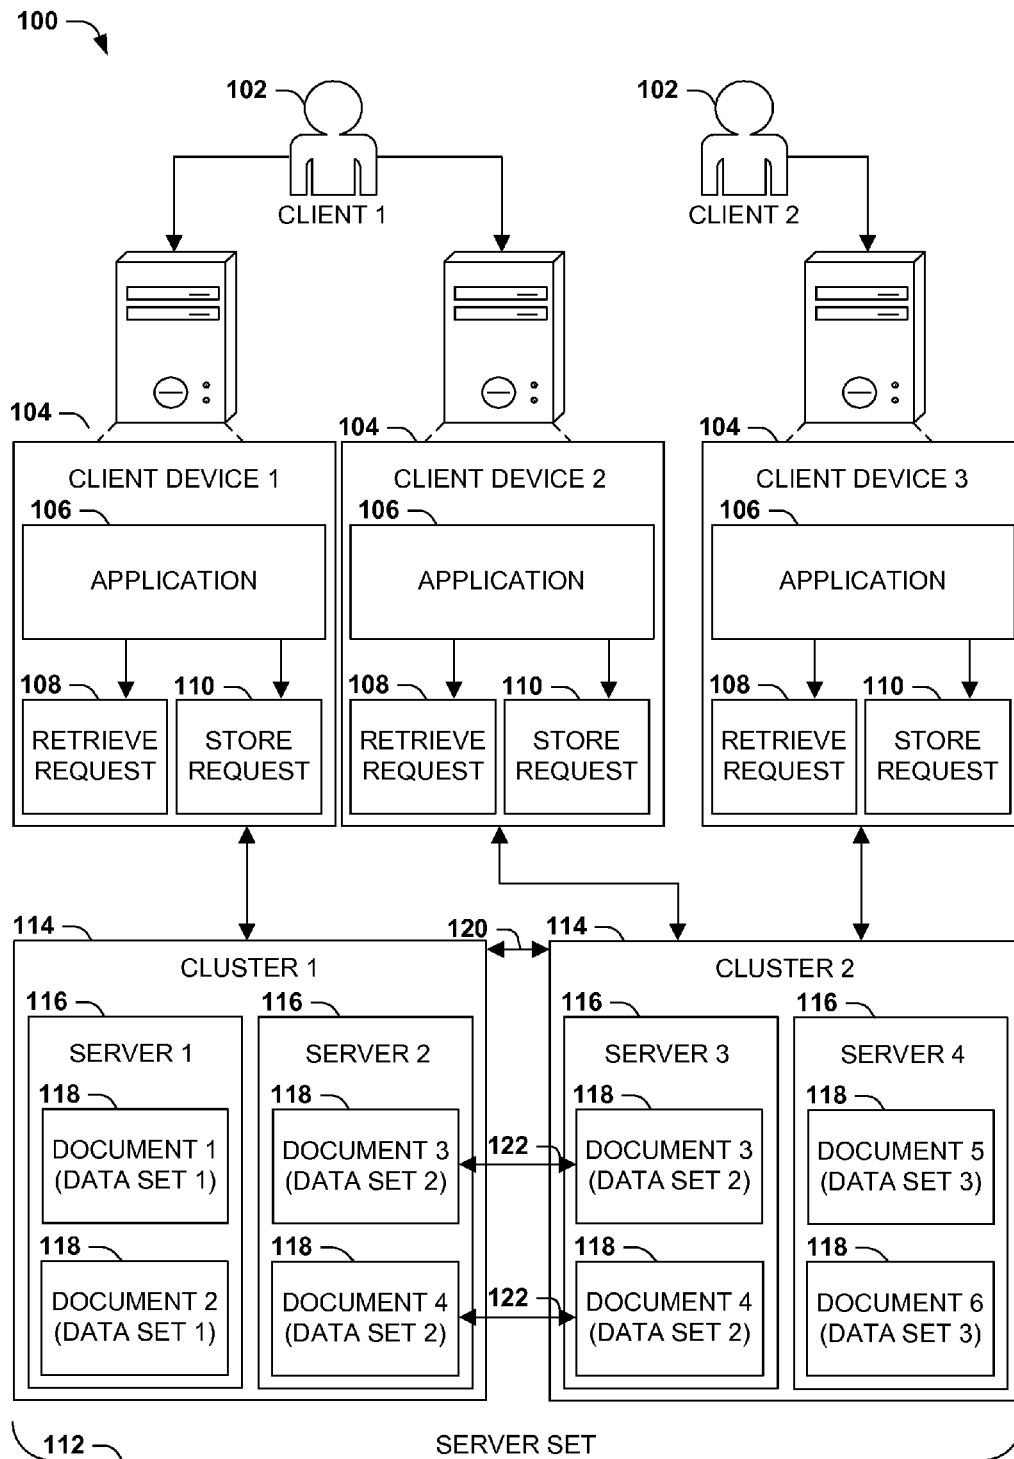 100
102
102
CLIENT 1
CLIENT 2
104
104
104
CLIENT DEVICE 1
CLIENT DEVICE 2
CLIENT DEVICE 3
106
106
106
APPLICATION
APPLICATION
APPLICATION
108
110
108
110
108
110
RETRIEVE
REQUEST
STORE
REQUEST
RETRIEVE
REQUEST
STORE
REQUEST
RETRIEVE
REQUEST
STORE
REQUEST
114
120
114
CLUSTER 1
CLUSTER 2
116
116
116
116
SERVER 1
SERVER 2
SERVER 3
SERVER 4
118
118
118
118
DOCUMENT 1
(DATA SET 1)
DOCUMENT 3
(DATA SET 2)
122
DOCUMENT 3
(DATA SET 2)
DOCUMENT 5
(DATA SET 3)
118
118
118
118
DOCUMENT 2
(DATA SET 1)
DOCUMENT 4
(DATA SET 2)
122
DOCUMENT 4
(DATA SET 2)
DOCUMENT 6
(DATA SET 3)
112
SERVER SET